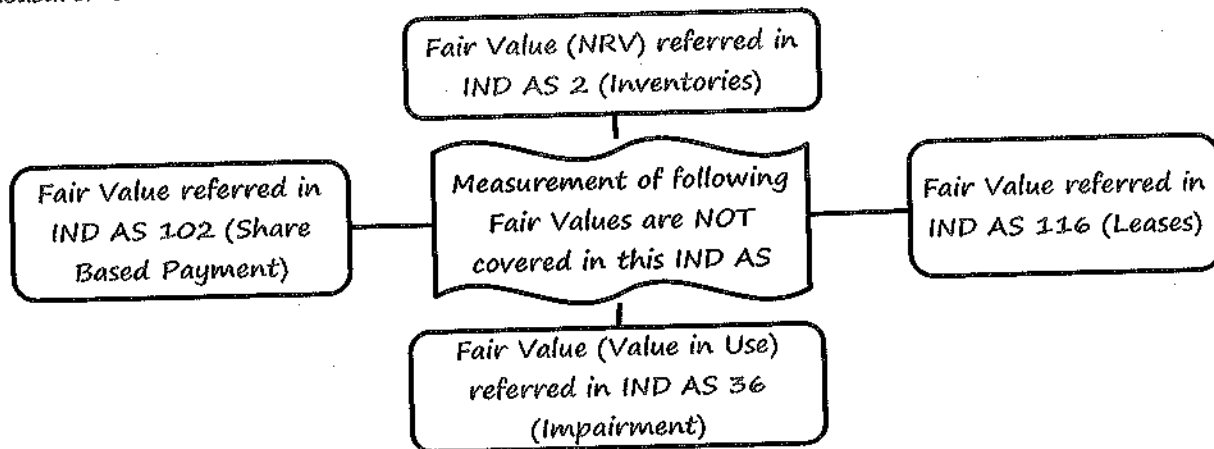 Fair Value (NRV) referred in
IND AS 2 (Inventories)
Fair Value referred in
IND AS 102 (Share
Based Payment)
Measurement of following
Fair Values are NOT
covered in this IND AS
Fair Value referred in
IND AS 116 (Leases)
Fair Value (Value in Use)
referred in IND AS 36
(Impairment)